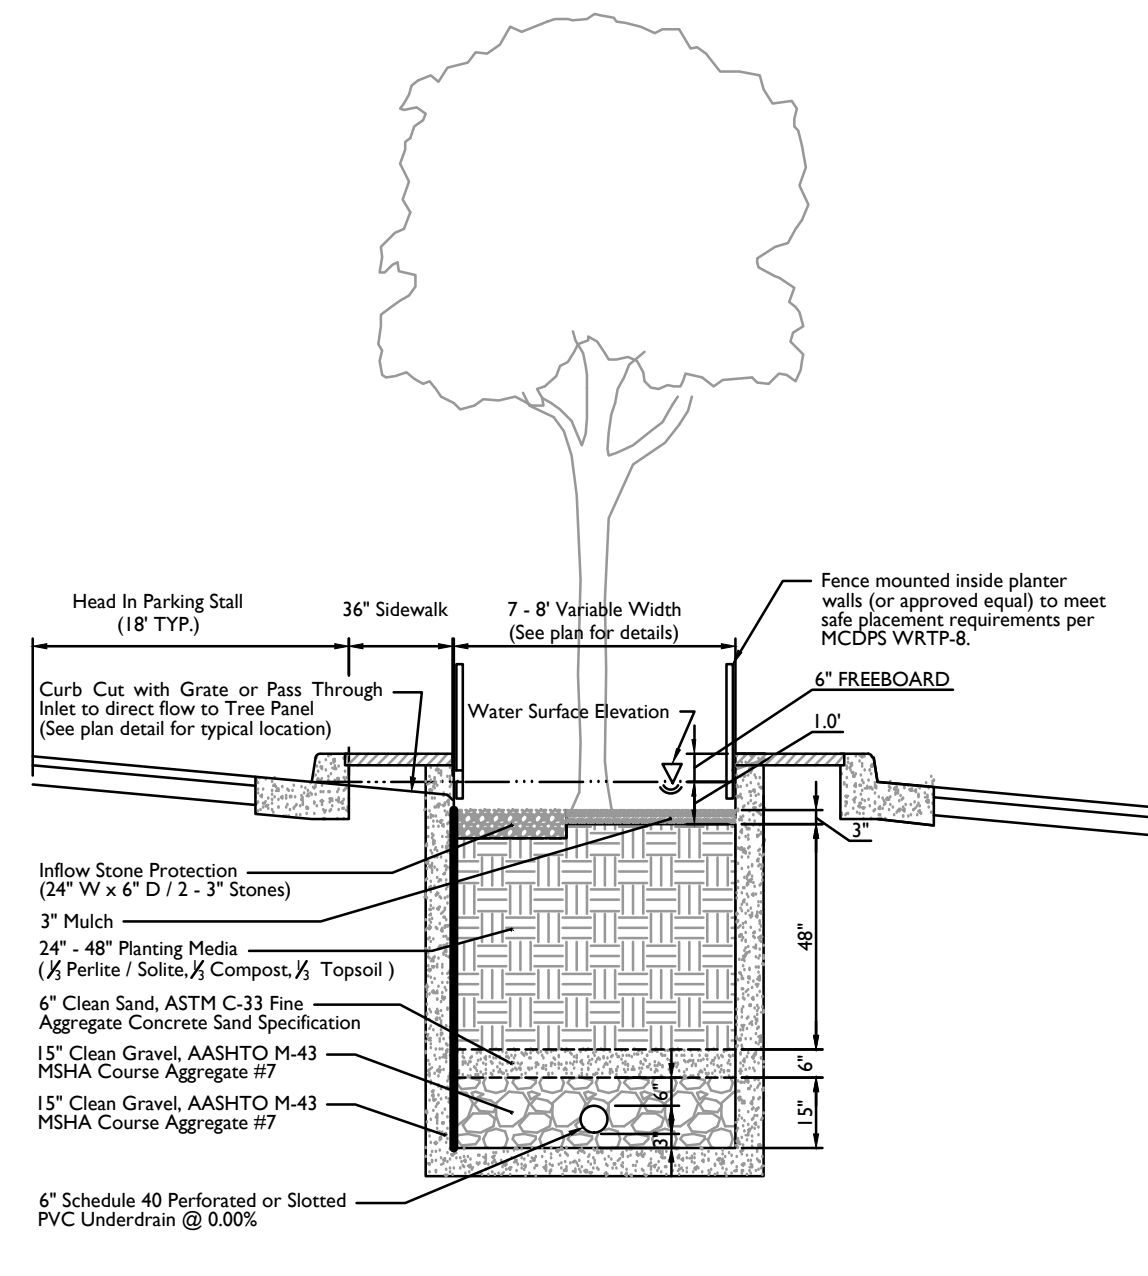 Head In Parking Stall
(18' TYP.)
36" Sidewalk
7 - 8' Variable Width
(See plan for details)
Fence mounted inside planter
walls (or approved equal) to meet
safe placement requirements per
MCDPS WRTP-8.
6" FREEBOARD
Curb Cut with Grate or Pass Through
Inlet to direct flow to Tree Panel
(See plan detail for typical location)
Water Surface Elevation
1.0'
3"
Inflow Stone Protection
(24" W x 6" D / 2 - 3" Stones)
3" Mulch
24" - 48" Planting Media
( 1/3 Perlite / Solite, 1/3 Compost, 1/3 Topsoil )
48"
6" Clean Sand, ASTM C-33 Fine
Aggregate Concrete Sand Specification
15" Clean Gravel, AASHTO M-43
MSHA Course Aggregate #7
6"
6"
15" Clean Gravel, AASHTO M-43
MSHA Course Aggregate #7
15"
3"
6" Schedule 40 Perforated or Slotted
PVC Underdrain @ 0.00%